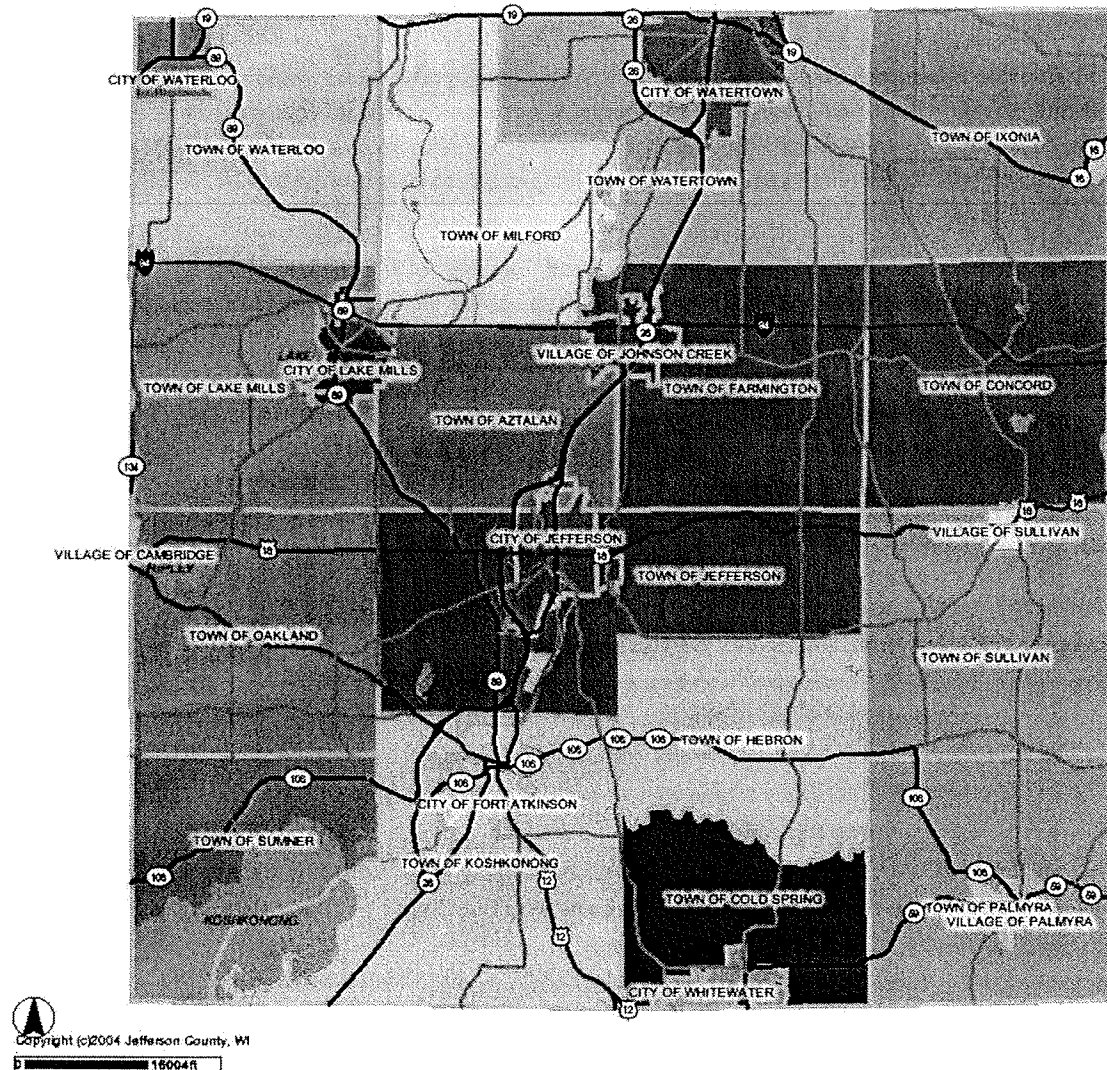 19
19
26
89
19
CITY OF WATERLOO
26
CITY OF WATERTOWN
89
TOWN OF WATERLOO
TOWN OF IXONIA
16
16
TOWN OF WATERTOWN
TOWN OF MILFORD
94
89
26
94
LAKE
VILLAGE OF JOHNSON CREEK
CITY OF LAKE MILLS
TOWN OF LAKE MILLS
89
TOWN OF FARMINGTON
TOWN OF CONCORD
TOWN OF AZTALAN
134
18
18
CITY OF JEFFERSON
VILLAGE OF SULLIVAN
VILLAGE OF CAMBRIDGE
18
18
RIPLEY
TOWN OF JEFFERSON
TOWN OF OAKLAND
TOWN OF SULLIVAN
89
106
106
106
106
TOWN OF HEBRON
106
106
106
CITY OF FORT ATKINSON
TOWN OF SUMNER
TOWN OF KOSHKONONG
106
26
12
106
59
59
TOWN OF COLD SPRING
TOWN OF PALMYRA
KOSHKONONG
59
VILLAGE OF PALMYRA
12
CITY OF WHITEWATER
12
Copyright (c)2004 Jefferson County, WI
0 16004ft